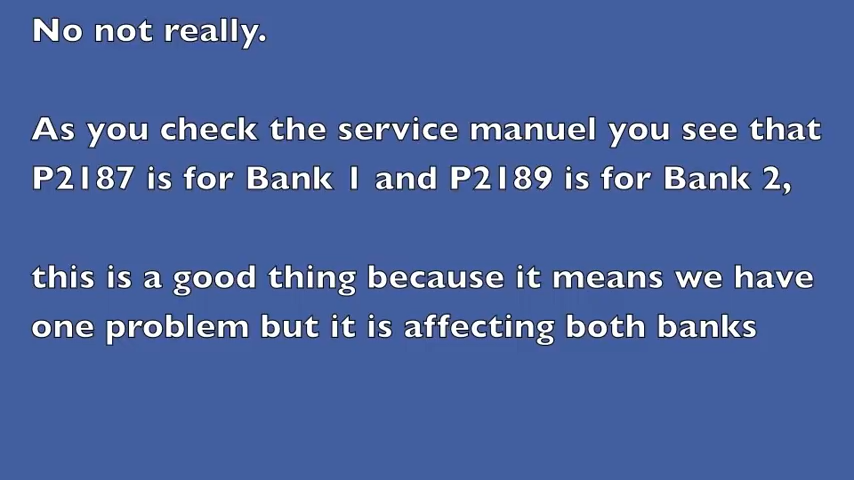 No not really.
As you check the service manuel you see that
P2187 is for Bank 1 and P2189 is for Bank 2,
this is a good thing because it means we have
one problem but it is affecting both banks